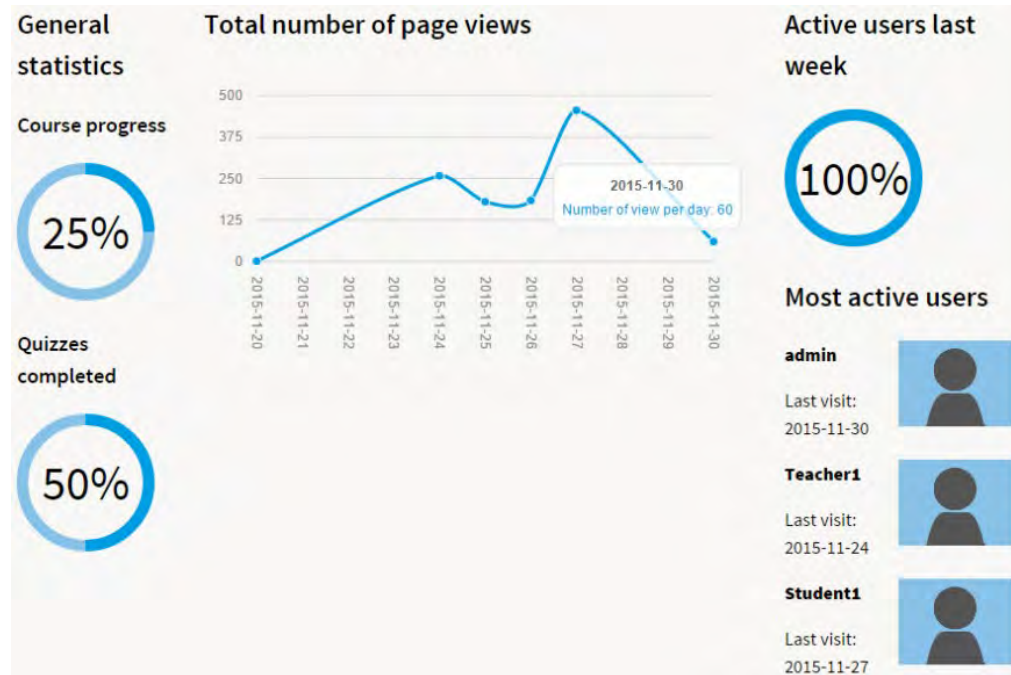 General
statistics
Course progress
25%
Quizzes
completed
50%
Total number of page views
500
375
250
125
0
2015-11-20
2015-11-21
2015-11-22
2015-11-23
2015-11-24
2015-11-25
2015-11-26
2015-11-27
2015-11-28
2015-11-29
2015-11-30
2015-11-30
Number of view per day: 60
Active users last
week
100%
Most active users
admin
Last visit:
2015-11-30
Teacher1
Last visit:
2015-11-24
Student1
Last visit:
2015-11-27